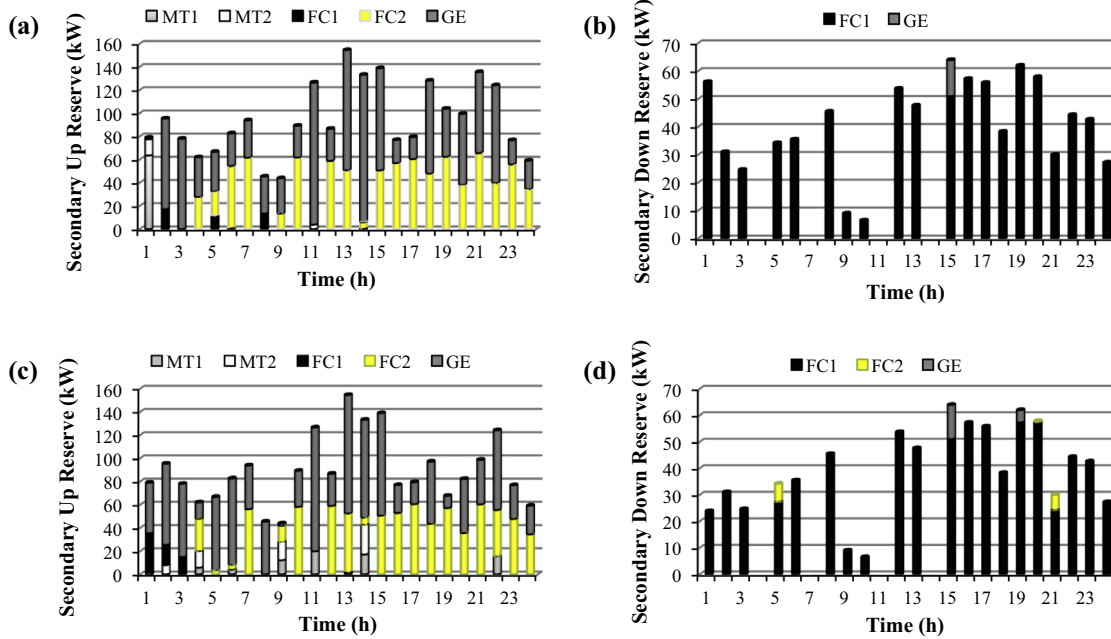 (a)
MT1 MT2 FC1 FC2 GE
Secondary Up Reserve (kW)
160
140
120
100
80
60
40
20
0
1 3 5 7 9 11 13 15 17 19 21 23
Time (h)
(b)
FC1 GE
Secondary Down Reserve (kW)
70
60
50
40
30
20
10
0
1 3 5 7 9 11 13 15 17 19 21 23
Time (h)
(c)
MT1 MT2 FC1 FC2 GE
Secondary Up Reserve (kW)
160
140
120
100
80
60
40
20
0
1 3 5 7 9 11 13 15 17 19 21 23
Time (h)
(d)
FC1 FC2 GE
Secondary Down Reserve (kW)
70
60
50
40
30
20
10
0
1 3 5 7 9 11 13 15 17 19 21 23
Time (h)